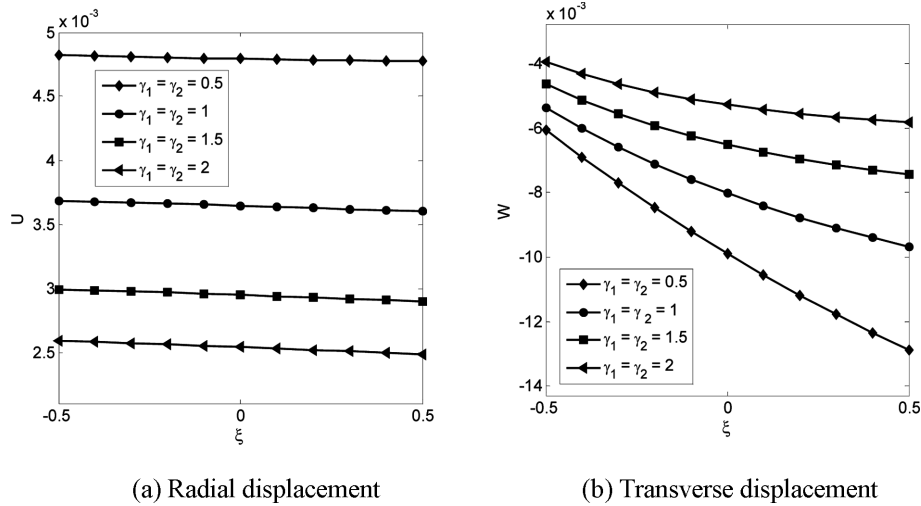 x 10⁻³
5
4.5
4
3.5
3
2.5
U
γ₁ = γ₂ = 0.5
γ₁ = γ₂ = 1
γ₁ = γ₂ = 1.5
γ₁ = γ₂ = 2
-0.5 0 0.5
ξ
(a) Radial displacement
x 10⁻³
-4
-6
-8
-10
-12
-14
W
γ₁ = γ₂ = 0.5
γ₁ = γ₂ = 1
γ₁ = γ₂ = 1.5
γ₁ = γ₂ = 2
-0.5 0 0.5
ξ
(b) Transverse displacement